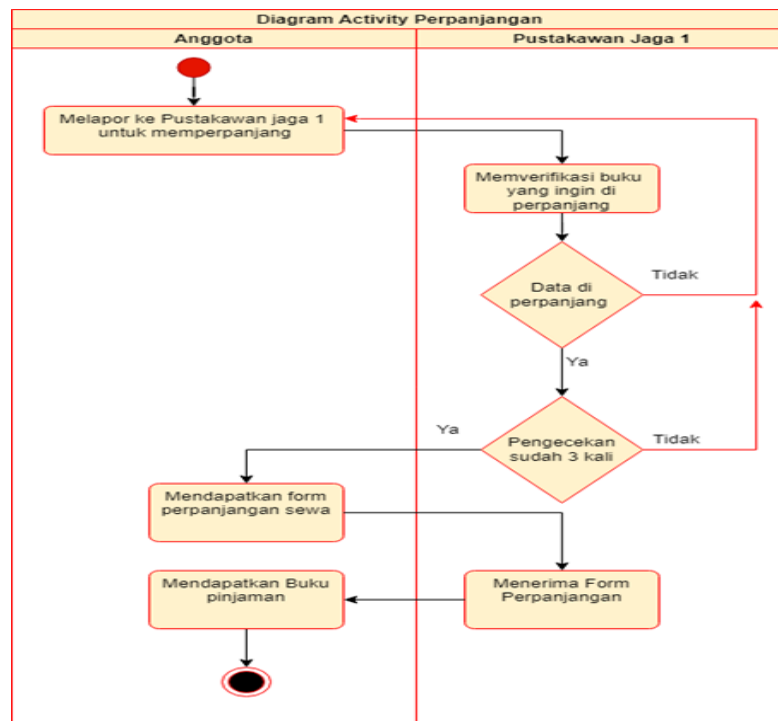 Diagram Activity Perpanjangan
Anggota
Pustakawan Jaga 1
Melapor ke Pustakawan jaga 1
untuk memperpanjang
Memverifikasi buku
yang ingin di
perpanjang
Data di
perpanjang
Tidak
Ya
Ya
Pengecekan
sudah 3 kali
Tidak
Mendapatkan form
perpanjangan sewa
Mendapatkan Buku
pinjaman
Menerima Form
Perpanjangan